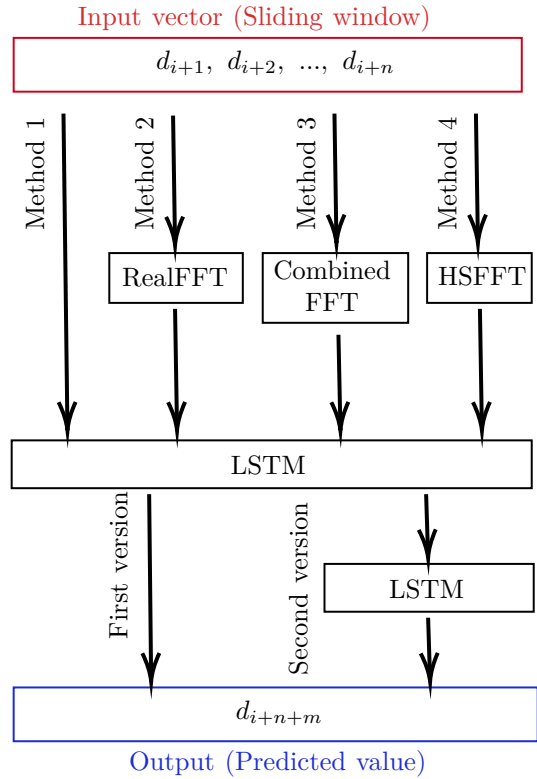 Input vector (Sliding window)
d_{i+1}, d_{i+2}, ..., d_{i+n}
Method 1
Method 2
Method 3
Method 4
RealFFT
Combined
FFT
HSFFT
LSTM
First version
Second version
LSTM
d_{i+n+m}
Output (Predicted value)